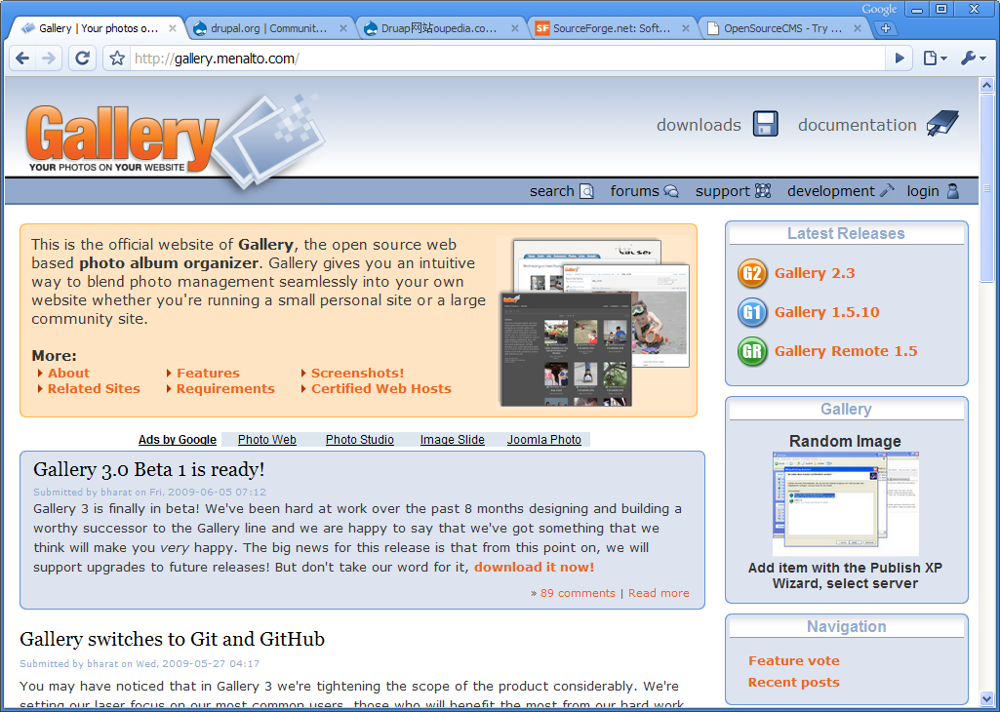 Google
Gallery | Your photos o...
drupal.org | Communit...
Druap网站oupedia.co...
SourceForge.net: Soft...
OpenSourceCMS - Try ...
http://gallery.menalto.com/
Gallery
YOUR PHOTOS ON YOUR WEBSITE
downloads
documentation
search
forums
support
development
login
This is the official website of Gallery, the open source web
based photo album organizer. Gallery gives you an intuitive
way to blend photo management seamlessly into your own
website whether you're running a small personal site or a large
community site.
More:
About
Features
Screenshots!
Related Sites
Requirements
Certified Web Hosts
Latest Releases
G2
Gallery 2.3
G1
Gallery 1.5.10
GR
Gallery Remote 1.5
Gallery
Random Image
Add item with the Publish XP
Wizard, select server
Navigation
Feature vote
Recent posts
Ads by Google
Photo Web
Photo Studio
Image Slide
Joomla Photo
Gallery 3.0 Beta 1 is ready!
Submitted by bharat on Fri, 2009-06-05 07:12
Gallery 3 is finally in beta! We've been hard at work over the past 8 months designing and building a
worthy successor to the Gallery line and we are happy to say that we've got something that we
think will make you very happy. The big news for this release is that from this point on, we will
support upgrades to future releases! But don't take our word for it, download it now!
» 89 comments | Read more
Gallery switches to Git and GitHub
Submitted by bharat on Wed, 2009-05-27 04:17
You may have noticed that in Gallery 3 we're tightening the scope of the product considerably. We're
setting our laser focus on our most common users, those who will benefit the most from our hard work